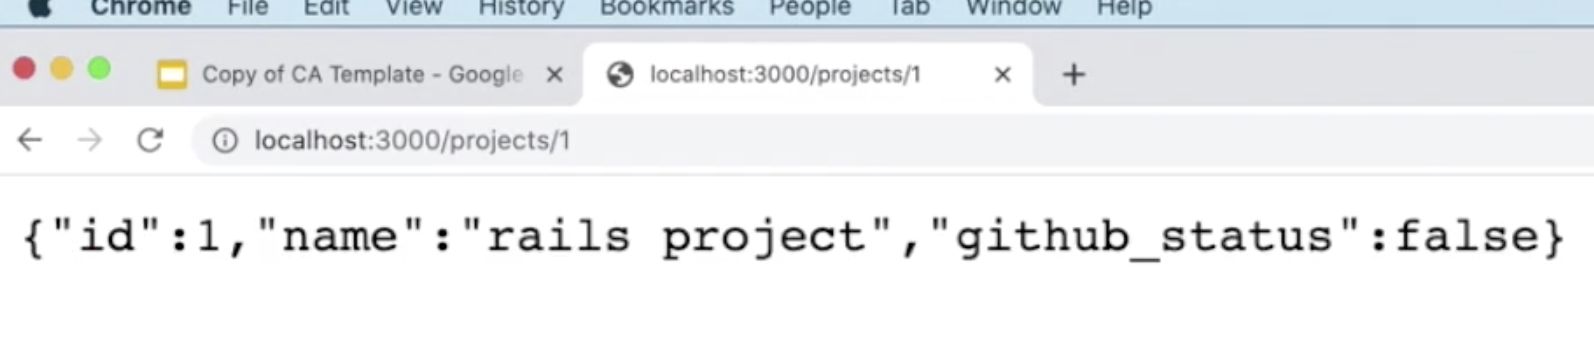 Chrome File Edit View History Bookmarks People Tab Window Help
Copy of CA Template - Google
localhost:3000/projects/1
localhost:3000/projects/1
{"id":1,"name":"rails project","github_status":false}